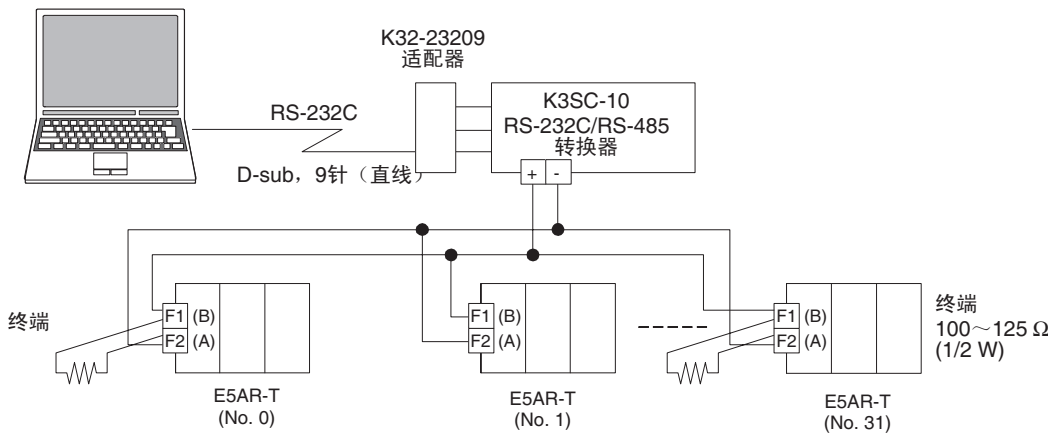 K32-23209
适配器
RS-232C
K3SC-10
RS-232C/RS-485
转换器
D-sub，9针（直线）
+ -
终端
F1 (B)
F2 (A)
E5AR-T
(No. 0)
F1 (B)
F2 (A)
E5AR-T
(No. 1)
F1 (B)
F2 (A)
E5AR-T
(No. 31)
终端
100～125 Ω
(1/2 W)